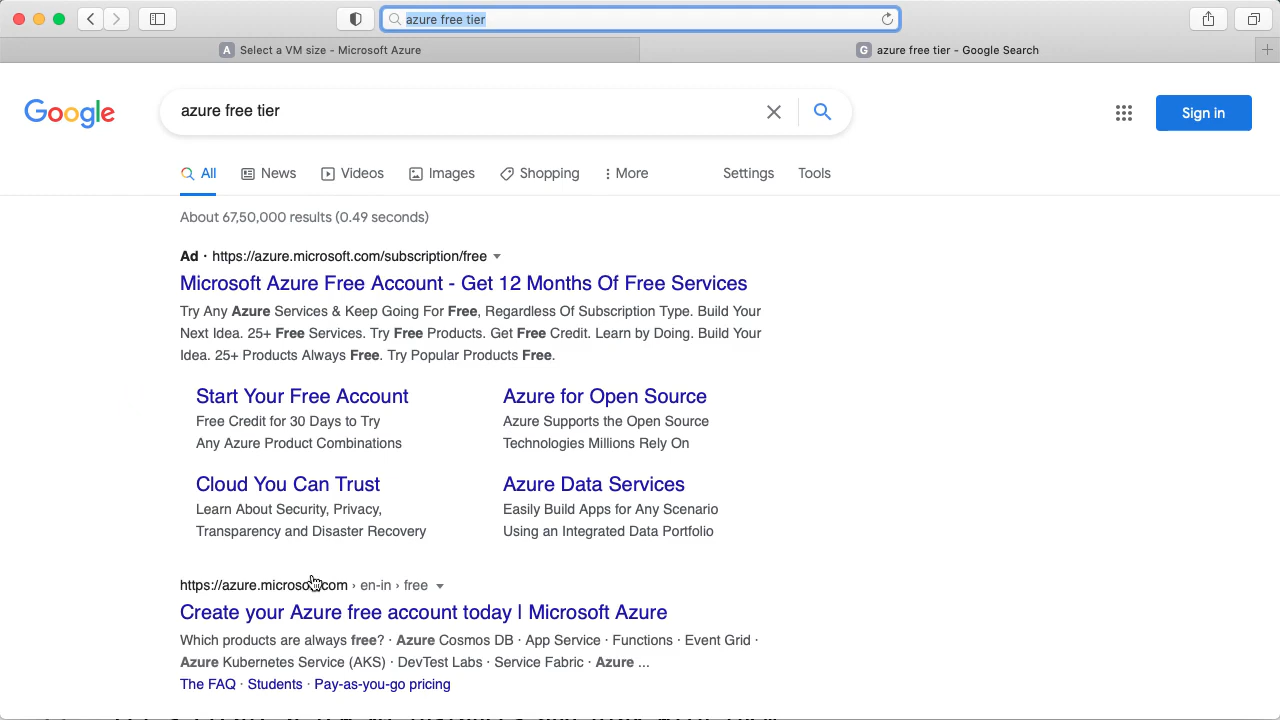 azure free tier
A Select a VM size - Microsoft Azure
G azure free tier - Google Search
Google
azure free tier
Sign in
All News Videos Images Shopping More Settings Tools
About 67,50,000 results (0.49 seconds)
Ad · https://azure.microsoft.com/subscription/free
Microsoft Azure Free Account - Get 12 Months Of Free Services
Try Any Azure Services & Keep Going For Free, Regardless Of Subscription Type. Build Your
Next Idea. 25+ Free Services. Try Free Products. Get Free Credit. Learn by Doing. Build Your
Idea. 25+ Products Always Free. Try Popular Products Free.
Start Your Free Account
Free Credit for 30 Days to Try
Any Azure Product Combinations
Azure for Open Source
Azure Supports the Open Source
Technologies Millions Rely On
Cloud You Can Trust
Learn About Security, Privacy,
Transparency and Disaster Recovery
Azure Data Services
Easily Build Apps for Any Scenario
Using an Integrated Data Portfolio
https://azure.microsoft.com › en-in › free
Create your Azure free account today | Microsoft Azure
Which products are always free? · Azure Cosmos DB · App Service · Functions · Event Grid ·
Azure Kubernetes Service (AKS) · DevTest Labs · Service Fabric · Azure ...
The FAQ · Students · Pay-as-you-go pricing